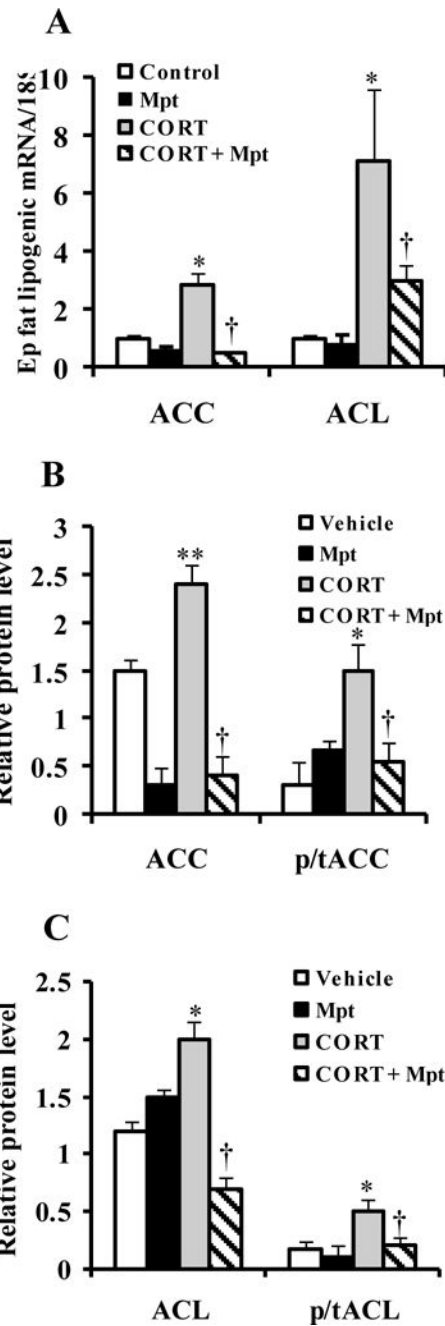 A
Control
Mpt
CORT
CORT + Mpt
Ep fat lipogenic mRNA/18S
10
8
6
4
2
0
*
†
*
†
ACC ACL
B
Vehicle
Mpt
CORT
CORT + Mpt
Relative protein level
3
2.5
2
1.5
1
0.5
0
**
†
*
†
ACC p/tACC
C
Vehicle
Mpt
CORT
CORT + Mpt
Relative protein level
2.5
2
1.5
1
0.5
0
*
†
*
†
ACL p/tACL